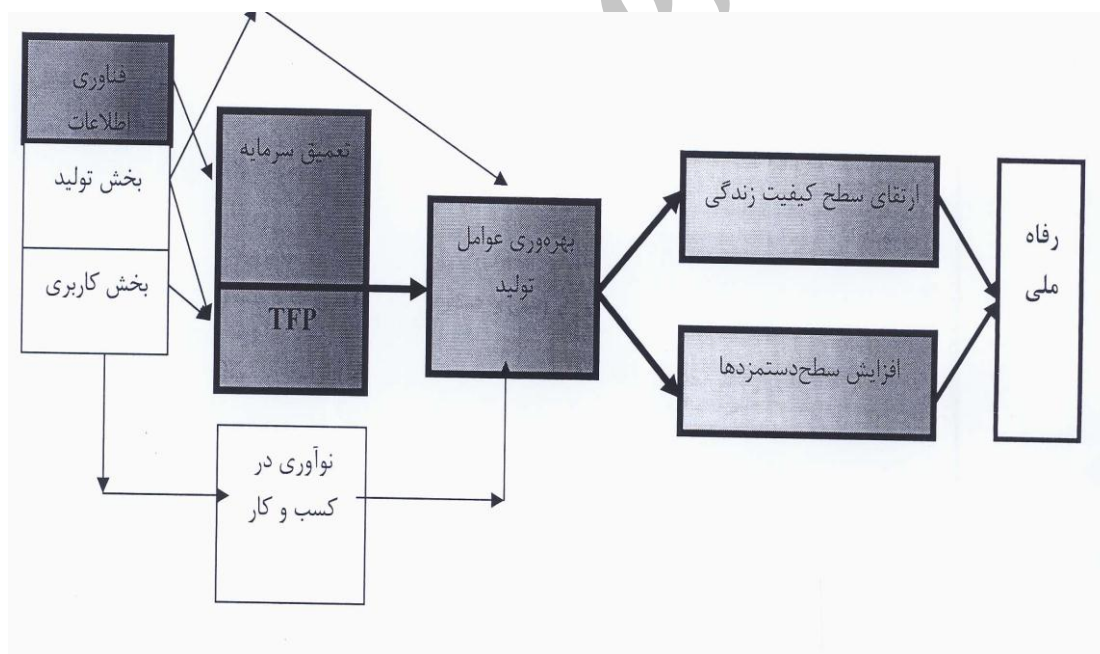 فناوری
اطلاعات
بخش تولید
بخش کاربری
تعمیق سرمایه
TFP
نوآوری در
کسب و کار
بهره‌وری عوامل
تولید
ارتقای سطح کیفیت زندگی
افزایش سطح‌دستمزدها
رفاه
ملی